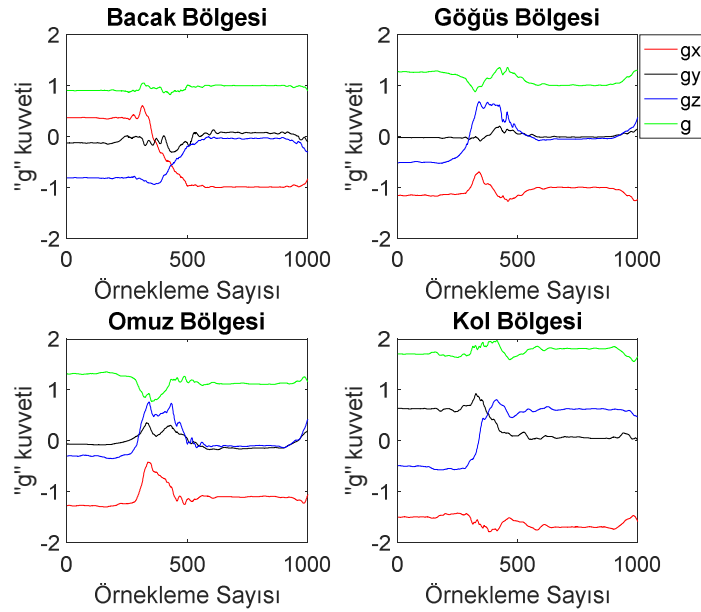 Bacak Bölgesi
2
1
0
-1
-2
"g" kuvveti
0
500
1000
Örnekleme Sayısı
Göğüs Bölgesi
2
1
0
-1
-2
"g" kuvveti
0
500
1000
Örnekleme Sayısı
gx
gy
gz
g
Omuz Bölgesi
2
1
0
-1
-2
"g" kuvveti
0
500
1000
Örnekleme Sayısı
Kol Bölgesi
2
1
0
-1
-2
"g" kuvveti
0
500
1000
Örnekleme Sayısı